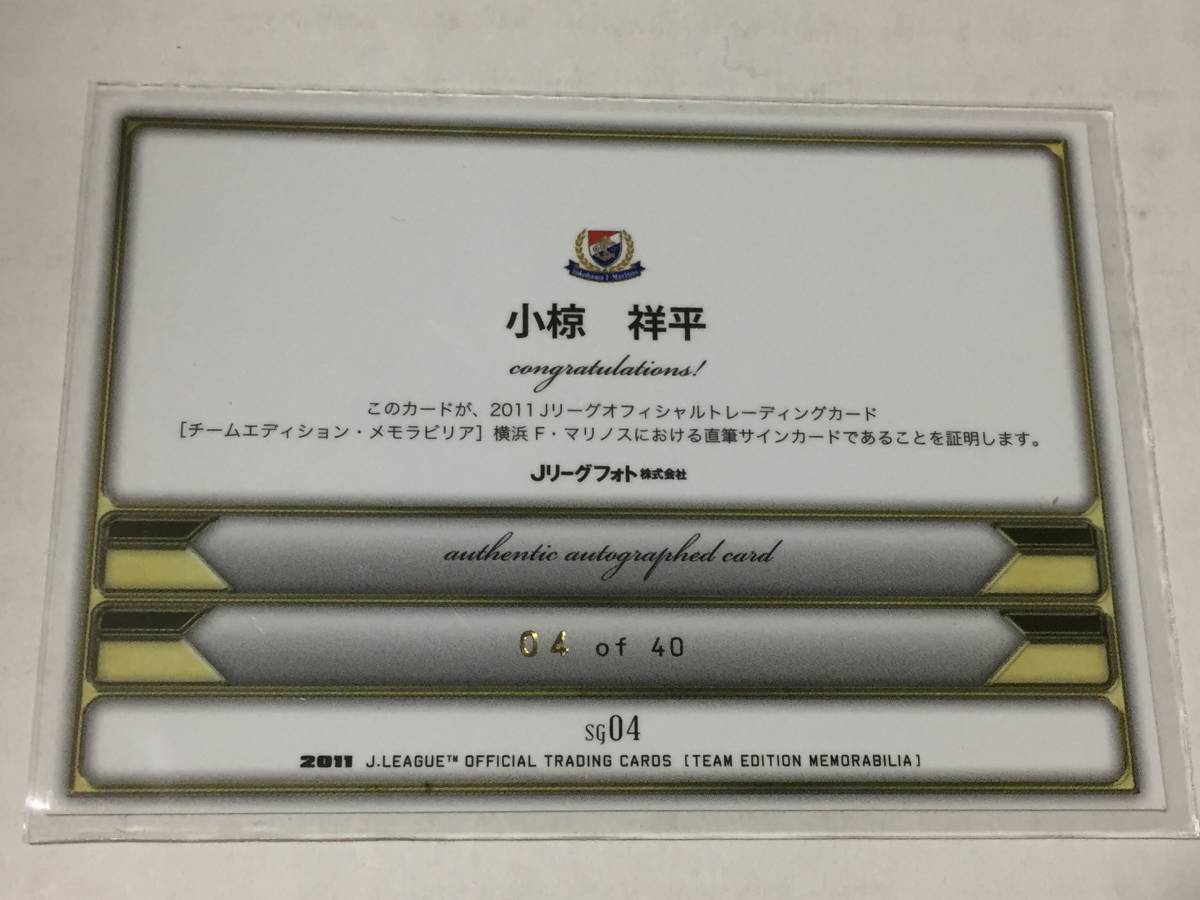 Yokohama F・Marinos
小椋　祥平
congratulations!
このカードが、2011 Jリーグオフィシャルトレーディングカード
［チームエディション・メモラビリア］横浜 F・マリノスにおける直筆サインカードであることを証明します。
Jリーグフォト株式会社
authentic autographed card
04 of 40
SG04
2011 J.LEAGUE™ OFFICIAL TRADING CARDS [TEAM EDITION MEMORABILIA]